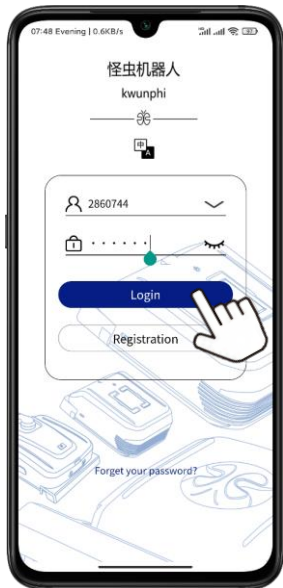 07:48 Evening | 0.6KB/s
怪虫机器人
kwunphi
中 A
2860744
Login
Registration
Forget your password?